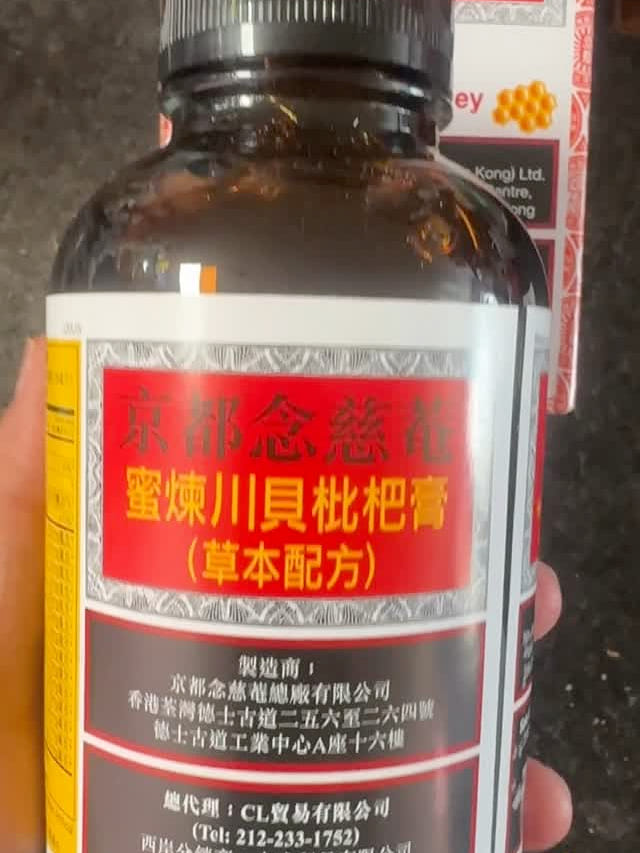 ey
Kong) Ltd.
entre,
ong
京都念慈菴
蜜煉川貝枇杷膏
(草本配方)
製造商：
京都念慈菴總廠有限公司
香港荃灣德士古道二五六至二六四號
德士古道工業中心A座十六樓
總代理：CL貿易有限公司
(Tel: 212-233-1752)